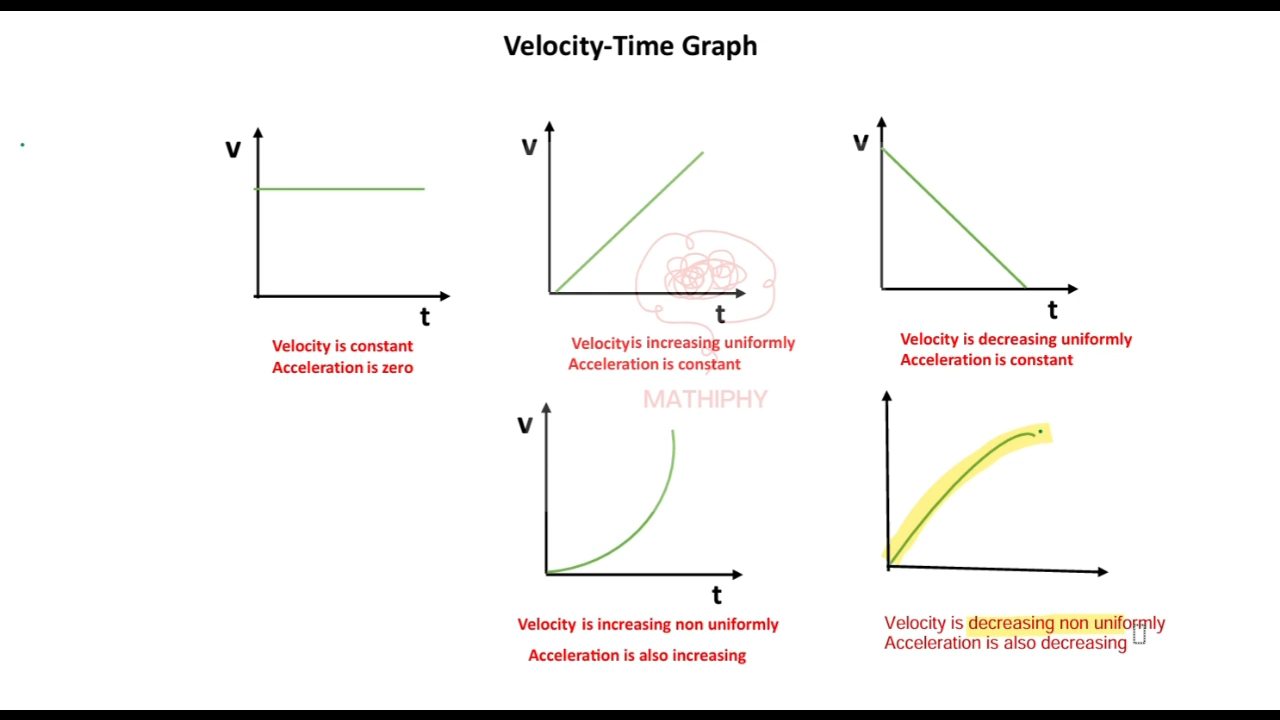 Velocity-Time Graph
v
t
Velocity is constant
Acceleration is zero
v
t
Velocity is increasing uniformly
Acceleration is constant
v
t
Velocity is decreasing uniformly
Acceleration is constant
MATHIPHY
v
t
Velocity is increasing non uniformly
Acceleration is also increasing
Velocity is decreasing non uniformly
Acceleration is also decreasing